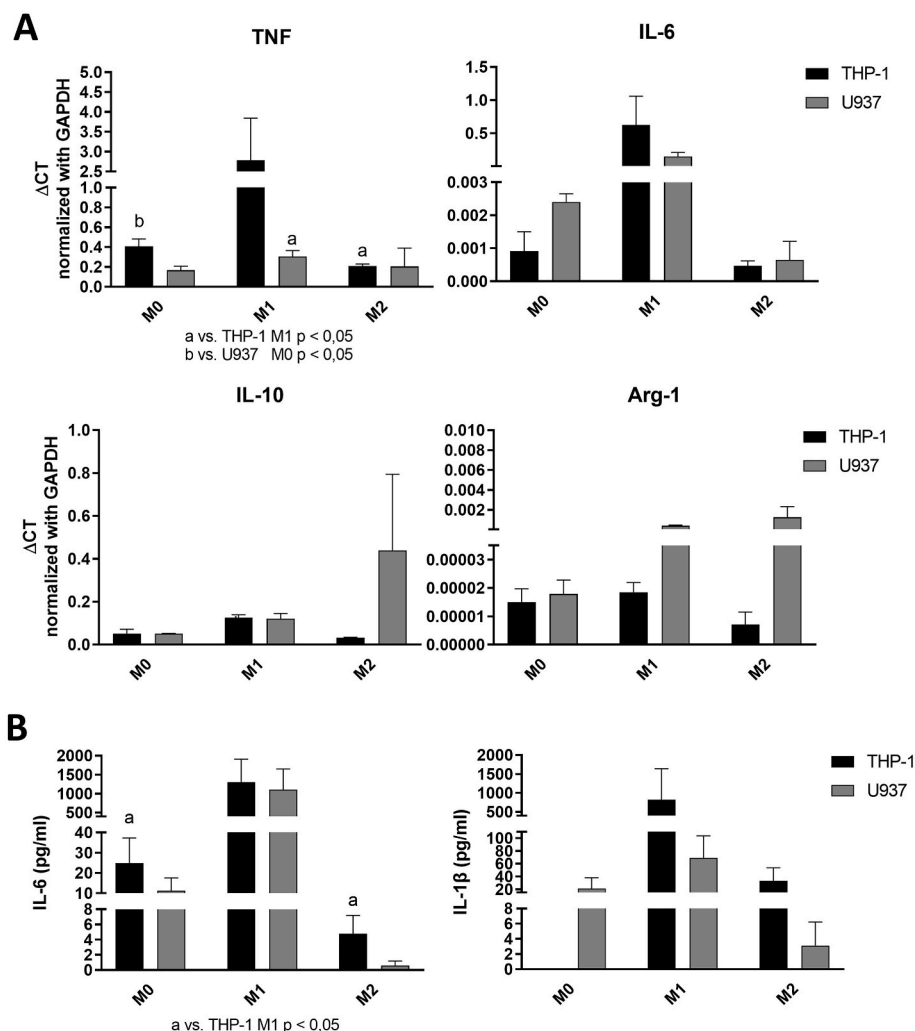 A
TNF
IL-6
5.0
4.5
4.0
3.5
3.0
2.5
1.0
0.8
0.6
0.4
0.2
0.0
ΔCT
normalized with GAPDH
b
a
a
M0
M1
M2
a vs. THP-1 M1 p < 0,05
b vs. U937 M0 p < 0,05
1.5
1.0
0.5
0.003
0.002
0.001
0.000
M0
M1
M2
THP-1
U937
IL-10
Arg-1
1.0
0.8
0.6
0.4
0.2
0.0
ΔCT
normalized with GAPDH
M0
M1
M2
0.010
0.008
0.006
0.004
0.002
0.00003
0.00002
0.00001
0.00000
M0
M1
M2
THP-1
U937
B
2000
1500
1000
500
40
30
20
10
8
6
4
2
0
IL-6 (pg/ml)
a
a
M0
M1
M2
a vs. THP-1 M1 p < 0,05
2000
1500
1000
500
100
80
60
40
20
8
6
4
2
0
IL-1β (pg/ml)
M0
M1
M2
THP-1
U937